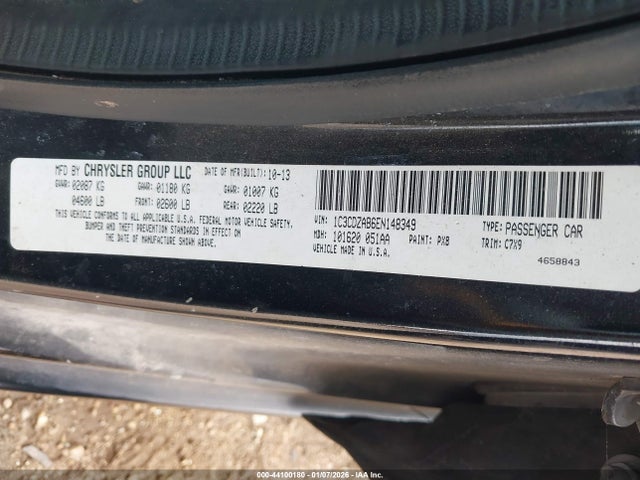 MFD BY CHRYSLER GROUP LLC DATE OF MFR(BUILT): 10-13
GVWR: 02087 KG GAWR: 01180 KG GAWR: 01007 KG
04600 LB FRONT: 02600 LB REAR: 02220 LB
THIS VEHICLE CONFORMS TO ALL APPLICABLE U.S.A. FEDERAL MOTOR VEHICLE SAFETY,
BUMPER AND THEFT PREVENTION STANDARDS IN EFFECT ON THE
DATE OF MANUFACTURE SHOWN ABOVE.
VIN: 1C3CDZAB6EN148349 TYPE: PASSENGER CAR
MDH: 101620 051AA PAINT: PX8 TRIM: C7X9
VEHICLE MADE IN U.S.A. 4658843
000-44100180 - 01/07/2026 - IAA Inc.